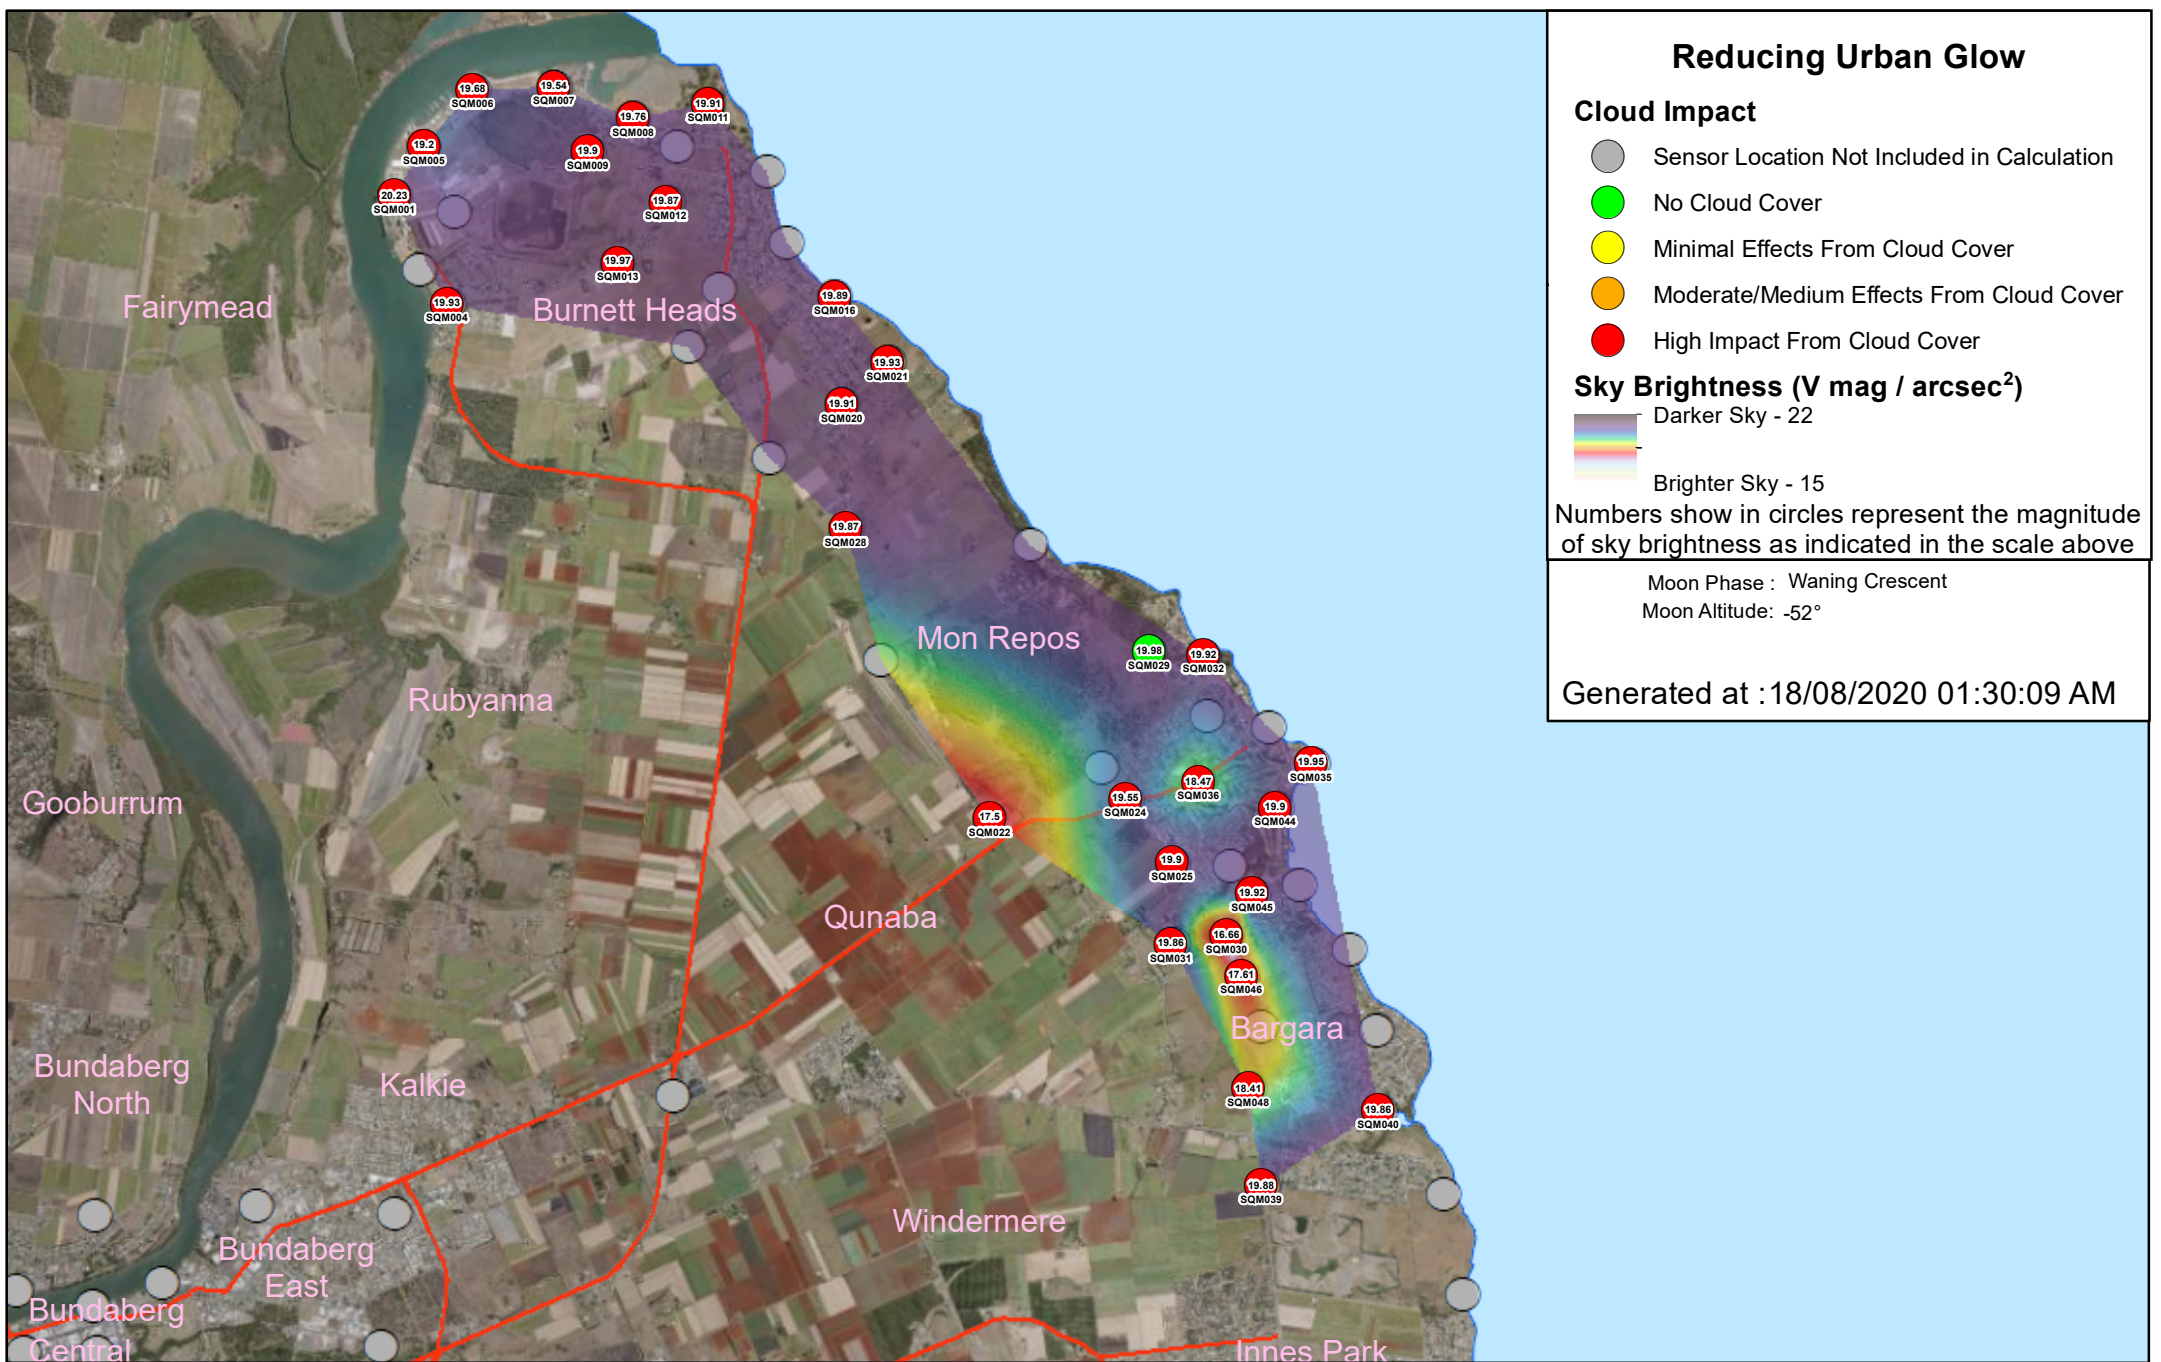 Reducing Urban Glow
Cloud Impact
Sensor Location Not Included in Calculation
No Cloud Cover
Minimal Effects From Cloud Cover
Moderate/Medium Effects From Cloud Cover
High Impact From Cloud Cover
Sky Brightness (V mag / arcsec²)
Darker Sky - 22
Brighter Sky - 15
Numbers show in circles represent the magnitude
of sky brightness as indicated in the scale above
Moon Phase : Waning Crescent
Moon Altitude: -52°
Generated at :18/08/2020 01:30:09 AM
19.68
SQM006
19.54
SQM007
19.76
SQM008
19.91
SQM011
19.2
SQM005
19.9
SQM009
20.23
SQM001
19.87
SQM012
19.97
SQM013
19.93
SQM004
Fairymead
Burnett Heads
19.89
SQM016
19.93
SQM021
19.91
SQM020
19.87
SQM028
Mon Repos
19.98
SQM029
19.92
SQM032
Rubyanna
19.95
SQM035
18.47
SQM036
19.55
SQM024
19.9
SQM044
Gooburrum
17.5
SQM022
19.9
SQM025
19.92
SQM045
Qunaba
19.86
SQM031
16.66
SQM030
17.61
SQM046
Bargara
Bundaberg
North
Kalkie
18.41
SQM048
19.86
SQM040
19.88
SQM039
Windermere
Bundaberg
East
Bundaberg
Central
Innes Park